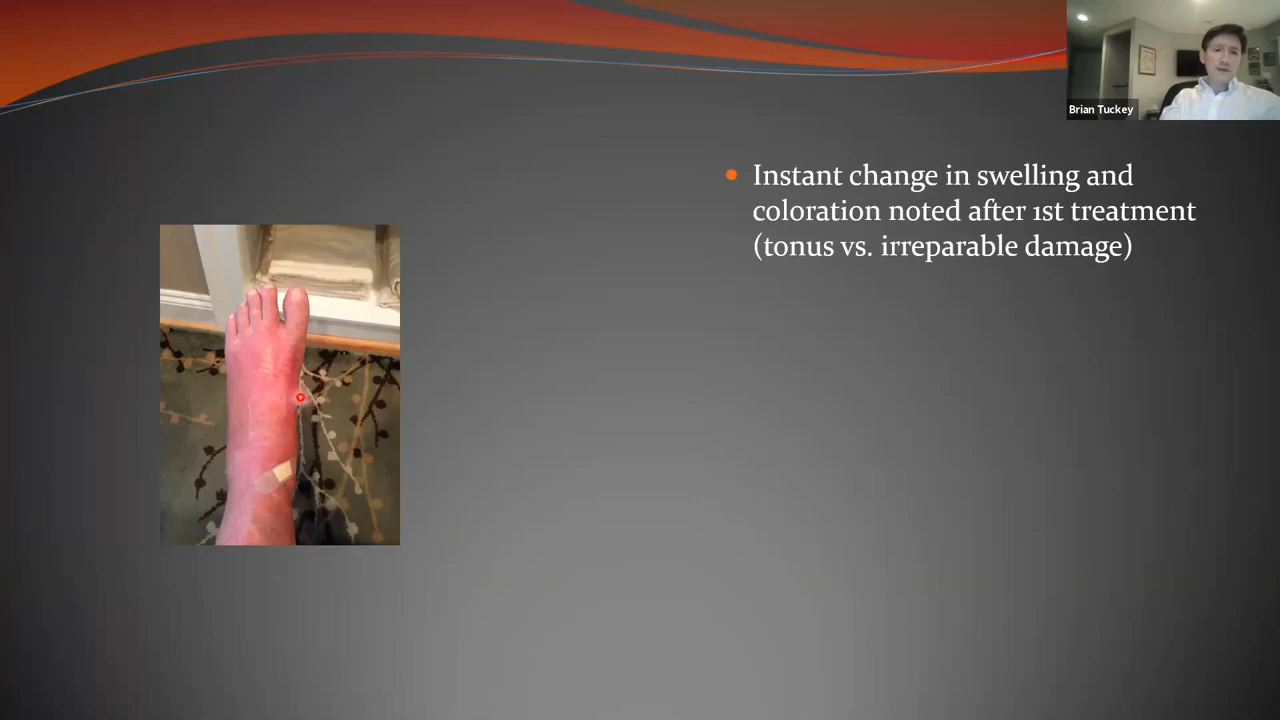 Brian Tuckey
Instant change in swelling and
coloration noted after 1st treatment
(tonus vs. irreparable damage)